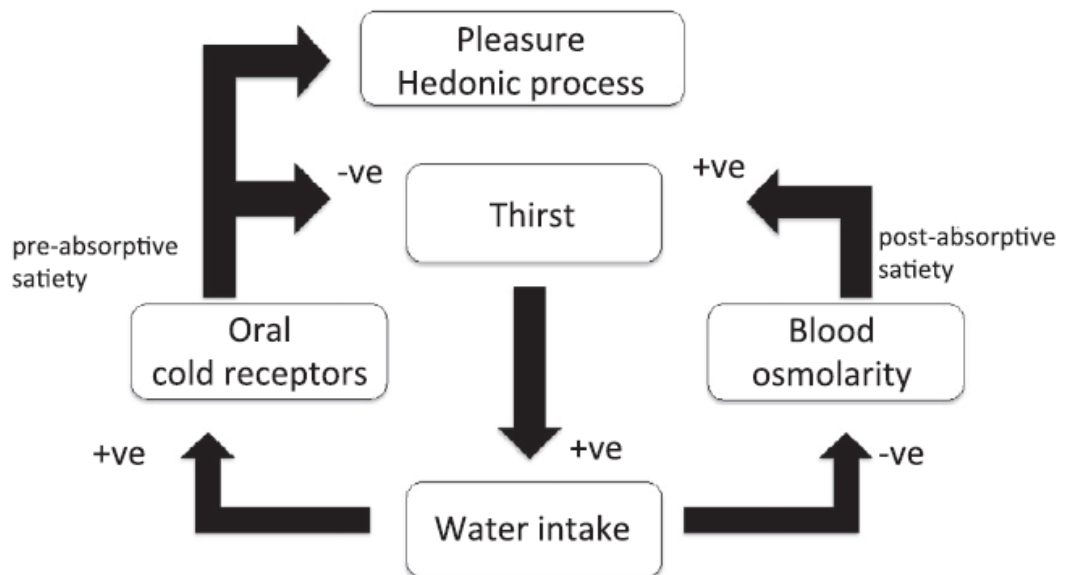 Pleasure
Hedonic process
-ve
+ve
Thirst
pre-absorptive
satiety
post-absorptive
satiety
Oral
cold receptors
Blood
osmolarity
+ve
+ve
-ve
Water intake